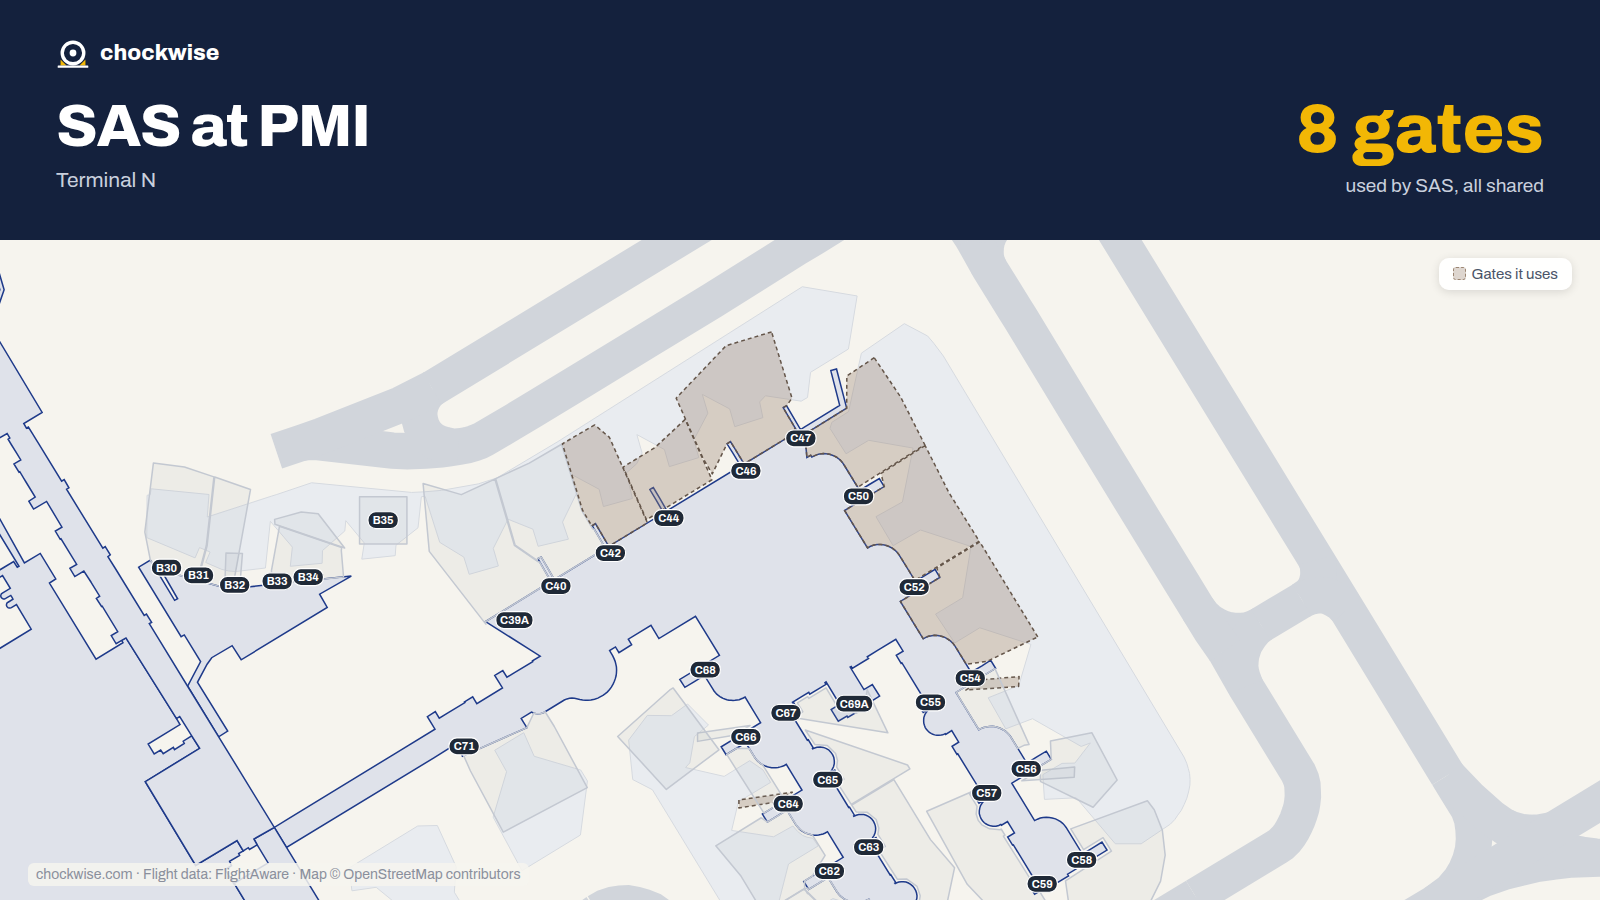 chockwise
SAS at PMI
Terminal N
8 gates
used by SAS, all shared
Gates it uses
C47
C46
C50
B35
C44
C42
B30
B31
B32
B33
B34
C40
C52
C39A
C68
C54
C55
C69A
C67
C66
C71
C56
C65
C57
C64
C63
C58
C62
C59
chockwise.com · Flight data: FlightAware · Map © OpenStreetMap contributors